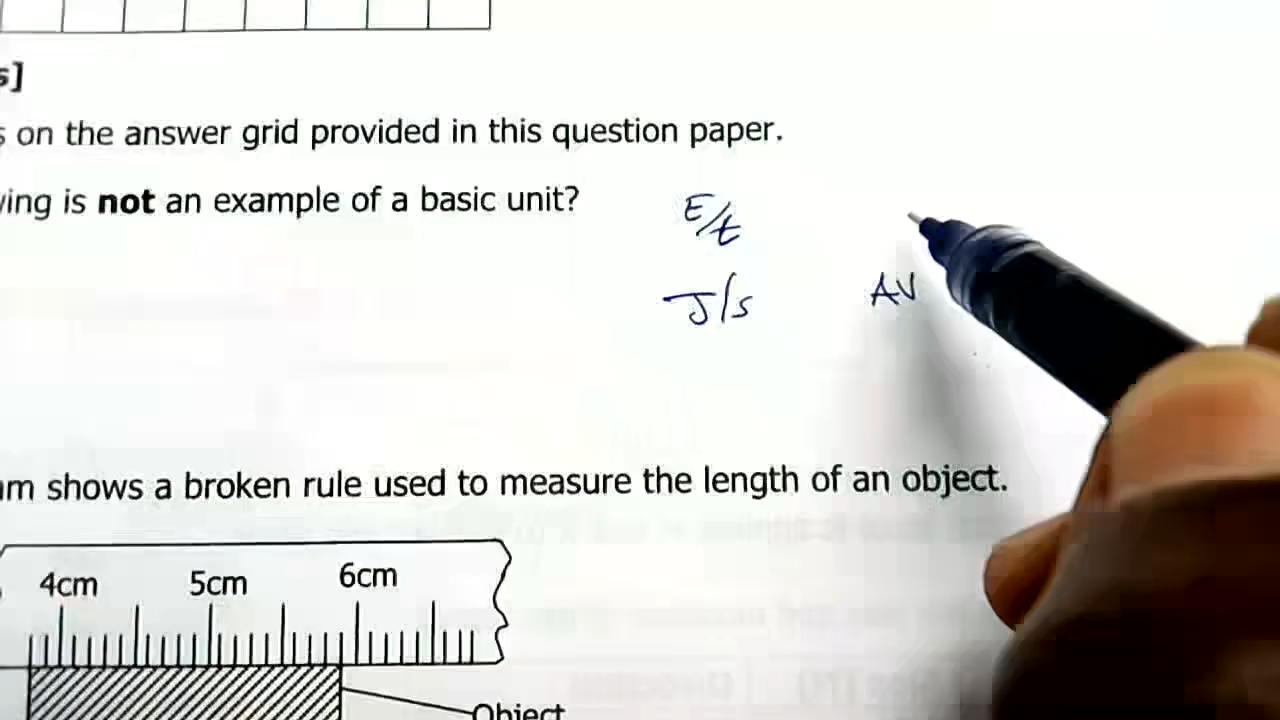 s]
s on the answer grid provided in this question paper.
ving is not an example of a basic unit?
E/t
J/s AV
am shows a broken rule used to measure the length of an object.
4cm 5cm 6cm
Object